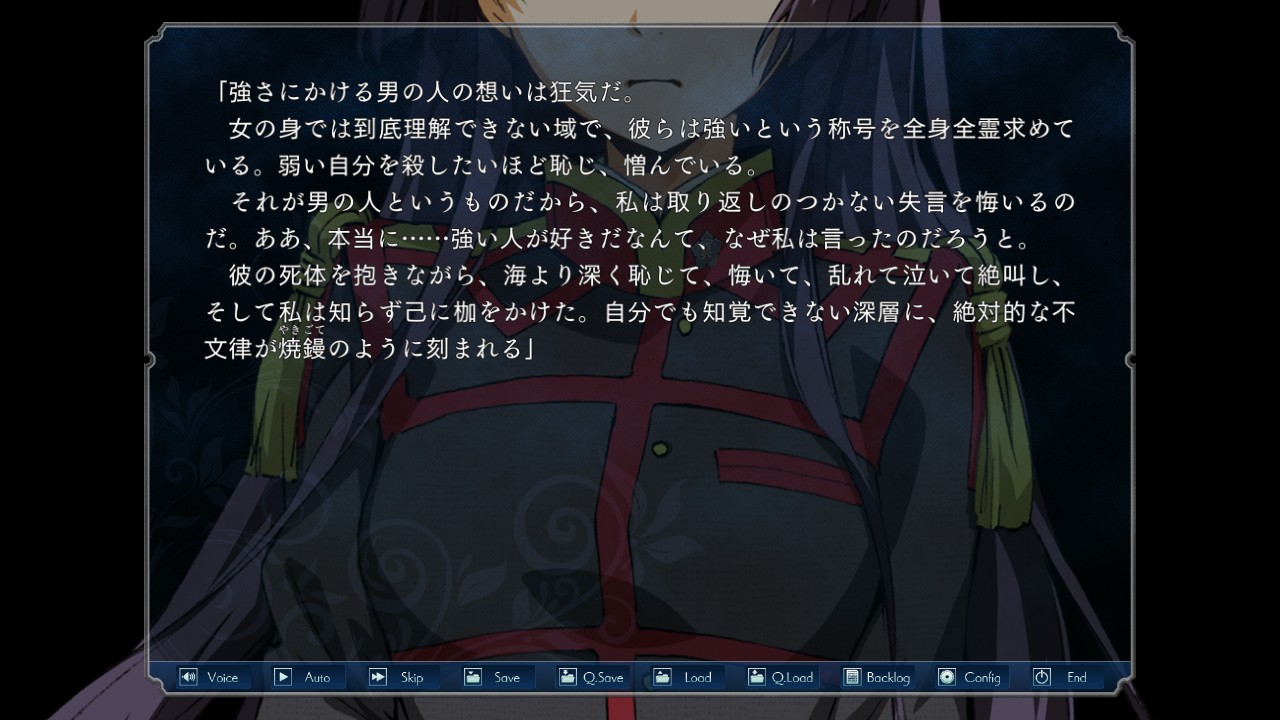 「強さにかける男の人の想いは狂気だ。
　女の身では到底理解できない域で、彼らは強いという称号を全身全霊求めて
いる。弱い自分を殺したいほど恥じ、憎んでいる。
　それが男の人というものだから、私は取り返しのつかない失言を悔いるの
だ。ああ、本当に……強い人が好きだなんて、なぜ私は言ったのだろうと。
　彼の死体を抱きながら、海より深く恥じて、悔いて、乱れて泣いて絶叫し、
そして私は知らず己に枷をかけた。自分でも知覚できない深層に、絶対的な不
やきごて
文律が焼鏝のように刻まれる」
Voice Auto Skip Save Q.Save Load Q.Load Backlog Config End